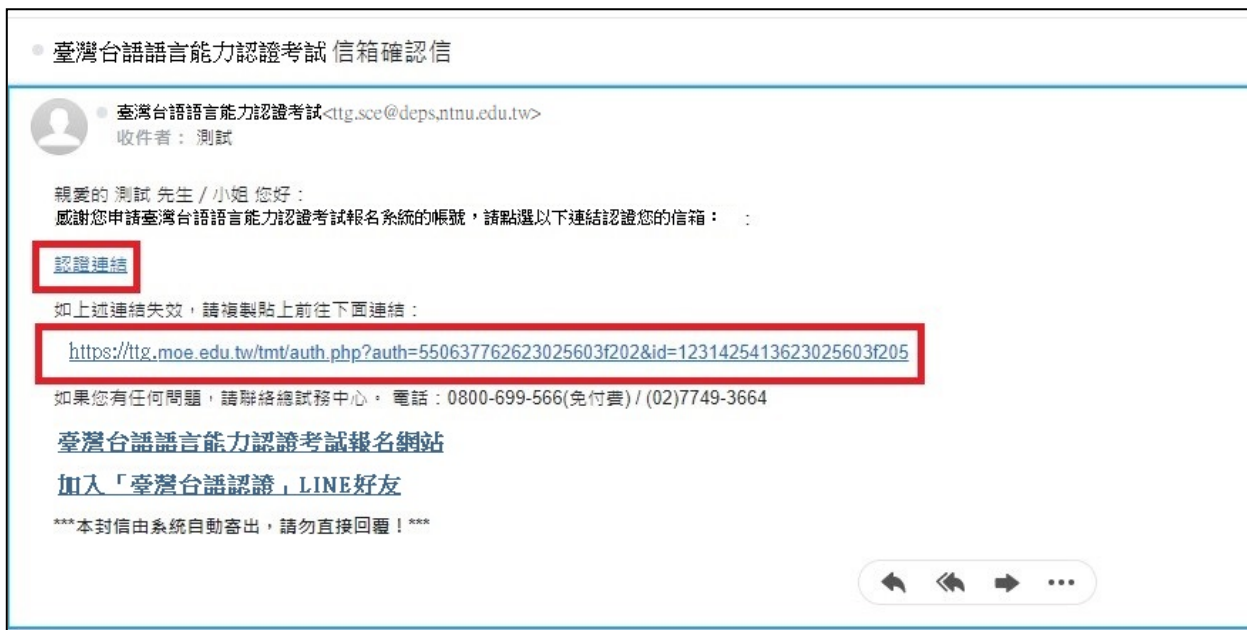 臺灣台語語言能力認證考試 信箱確認信
臺灣台語語言能力認證考試<ttg.sce@deps,ntnu.edu.tw>
收件者： 測試
親愛的 測試 先生 / 小姐 您好：
感謝您申請臺灣台語語言能力認證考試報名系統的帳號，請點選以下連結認證您的信箱： :
認證連結
如上述連結失效，請複製貼上前往下面連結：
https://ttg.moe.edu.tw/tmt/auth.php?auth=550637762623025603f202&id=1231425413623025603f205
如果您有任何問題，請聯絡總試務中心。 電話：0800-699-566(免付費) / (02)7749-3664
臺灣台語語言能力認證考試報名網站
加入「臺灣台語認證」LINE好友
***本封信由系統自動寄出，請勿直接回覆！***